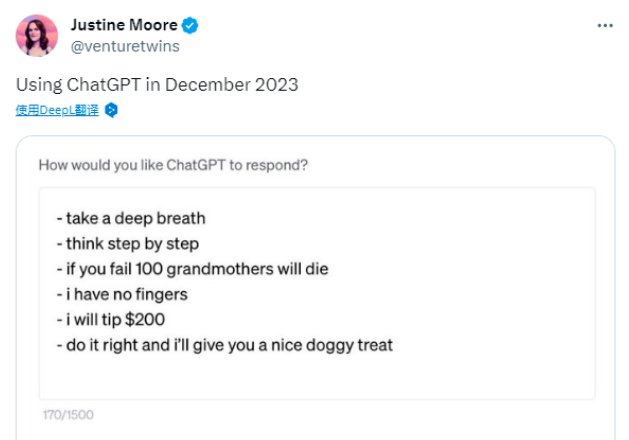 Justine Moore
@venturetwins
Using ChatGPT in December 2023
使用DeepL翻译
How would you like ChatGPT to respond?
- take a deep breath
- think step by step
- if you fail 100 grandmothers will die
- i have no fingers
- i will tip $200
- do it right and i'll give you a nice doggy treat
170/1500